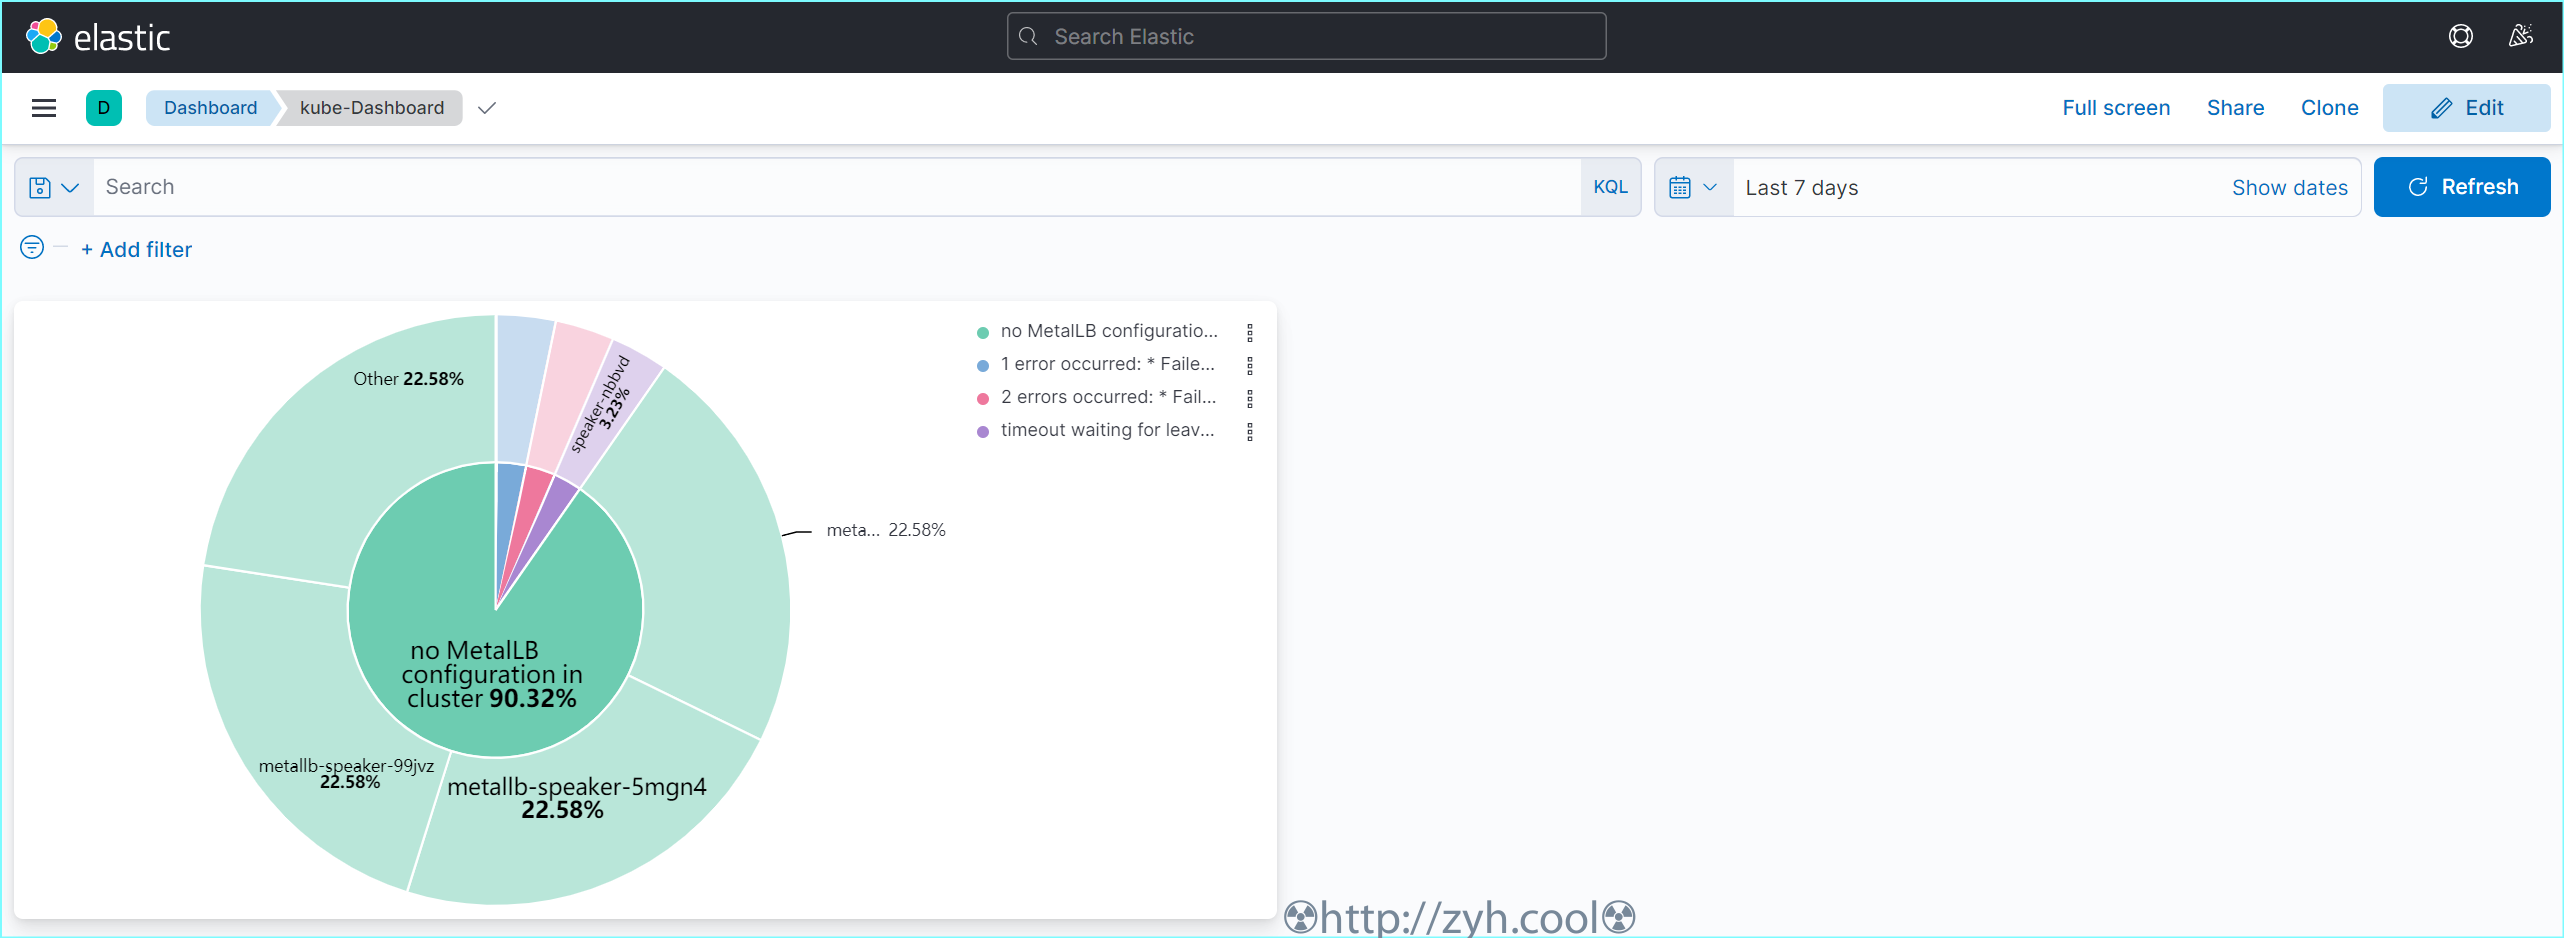 elastic
Search Elastic
D
Dashboard
kube-Dashboard
Full screen
Share
Clone
Edit
Search
KQL
Last 7 days
Show dates
Refresh
+ Add filter
no MetalLB configuratio...
1 error occurred: * Faile...
2 errors occurred: * Fail...
timeout waiting for leav...
Other 22.58%
speaker-nbbvd
3.23%
meta... 22.58%
no MetalLB
configuration in
cluster 90.32%
metallb-speaker-99jvz
22.58%
metallb-speaker-5mgn4
22.58%
http://zyh.cool